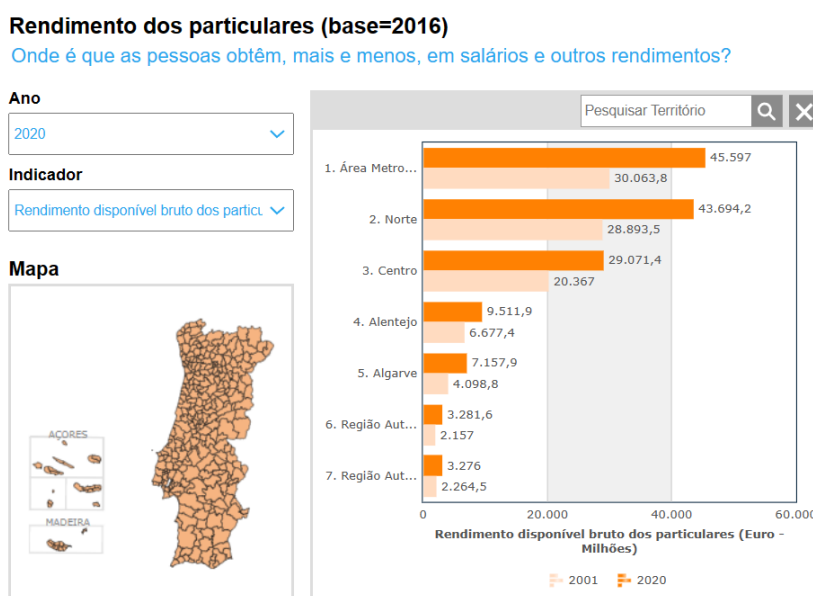 Rendimento dos particulares (base=2016)
Onde é que as pessoas obtêm, mais e menos, em salários e outros rendimentos?
Ano
2020
Indicador
Rendimento disponível bruto dos particu
Mapa
AÇORES
MADEIRA
Pesquisar Território
1. Área Metro...
45.597
30.063,8
2. Norte
43.694,2
28.893,5
3. Centro
29.071,4
20.367
4. Alentejo
9.511,9
6.677,4
5. Algarve
7.157,9
4.098,8
6. Região Aut...
3.281,6
2.157
7. Região Aut...
3.276
2.264,5
0 20.000 40.000 60.000
Rendimento disponível bruto dos particulares (Euro -
Milhões)
2001 2020